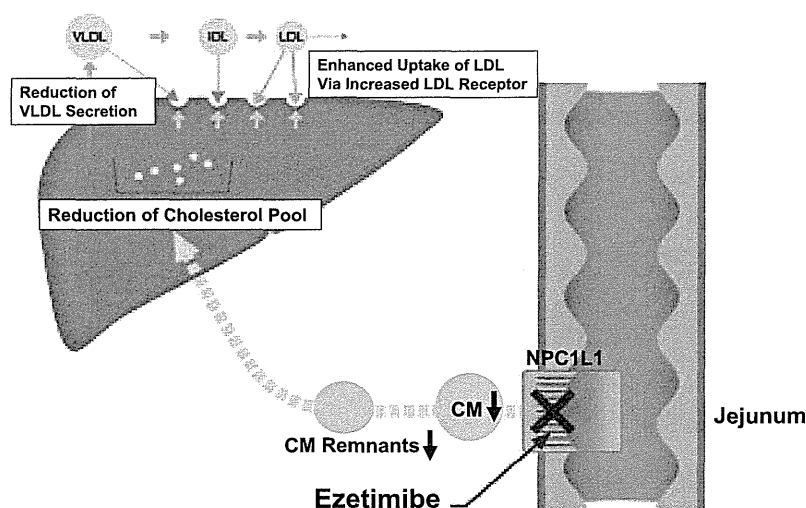 VLDL
IDL
LDL
Reduction of
VLDL Secretion
Enhanced Uptake of LDL
Via Increased LDL Receptor
Reduction of Cholesterol Pool
NPC1L1
CM
CM Remnants
Jejunum
Ezetimibe